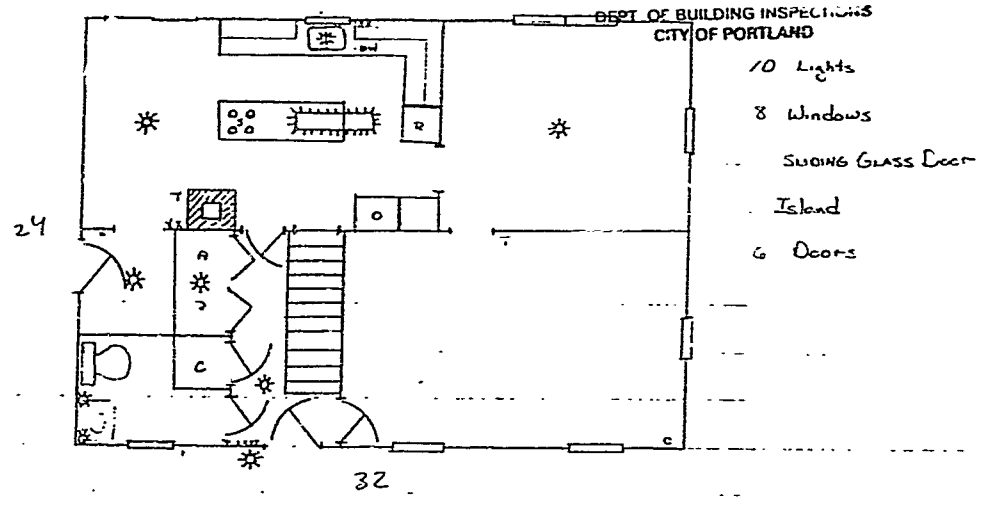 DEPT. OF BUILDING INSPECTIONS
CITY OF PORTLAND
10 Lights
8 Windows
SLIDING GLASS DOOR
Island
6 Doors
DW
S
R
O
24
A
C
C
32